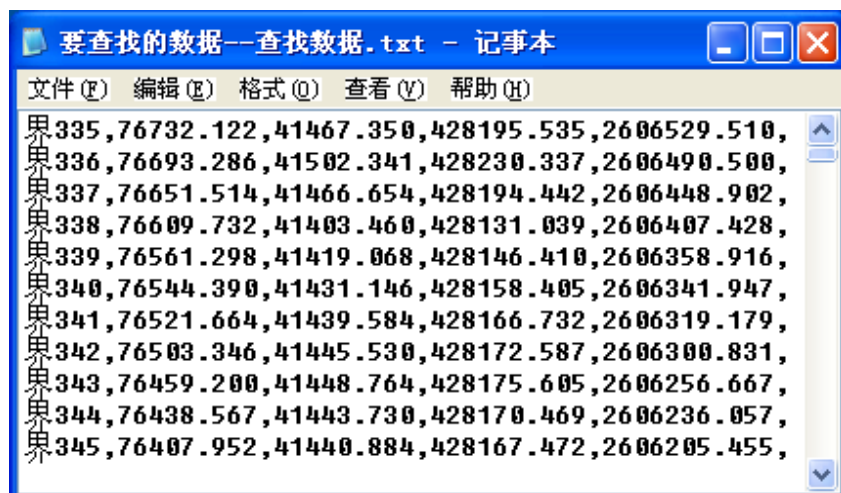 要查找的数据--查找数据.txt - 记事本
文件(F) 编辑(E) 格式(O) 查看(V) 帮助(H)
界335,76732.122,41467.350,428195.535,2606529.510,
界336,76693.286,41502.341,428230.337,2606490.500,
界337,76651.514,41466.654,428194.442,2606448.902,
界338,76609.732,41403.460,428131.039,2606407.428,
界339,76561.298,41419.068,428146.410,2606358.916,
界340,76544.390,41431.146,428158.405,2606341.947,
界341,76521.664,41439.584,428166.732,2606319.179,
界342,76503.346,41445.530,428172.587,2606300.831,
界343,76459.200,41448.764,428175.605,2606256.667,
界344,76438.567,41443.730,428170.469,2606236.057,
界345,76407.952,41440.884,428167.472,2606205.455,